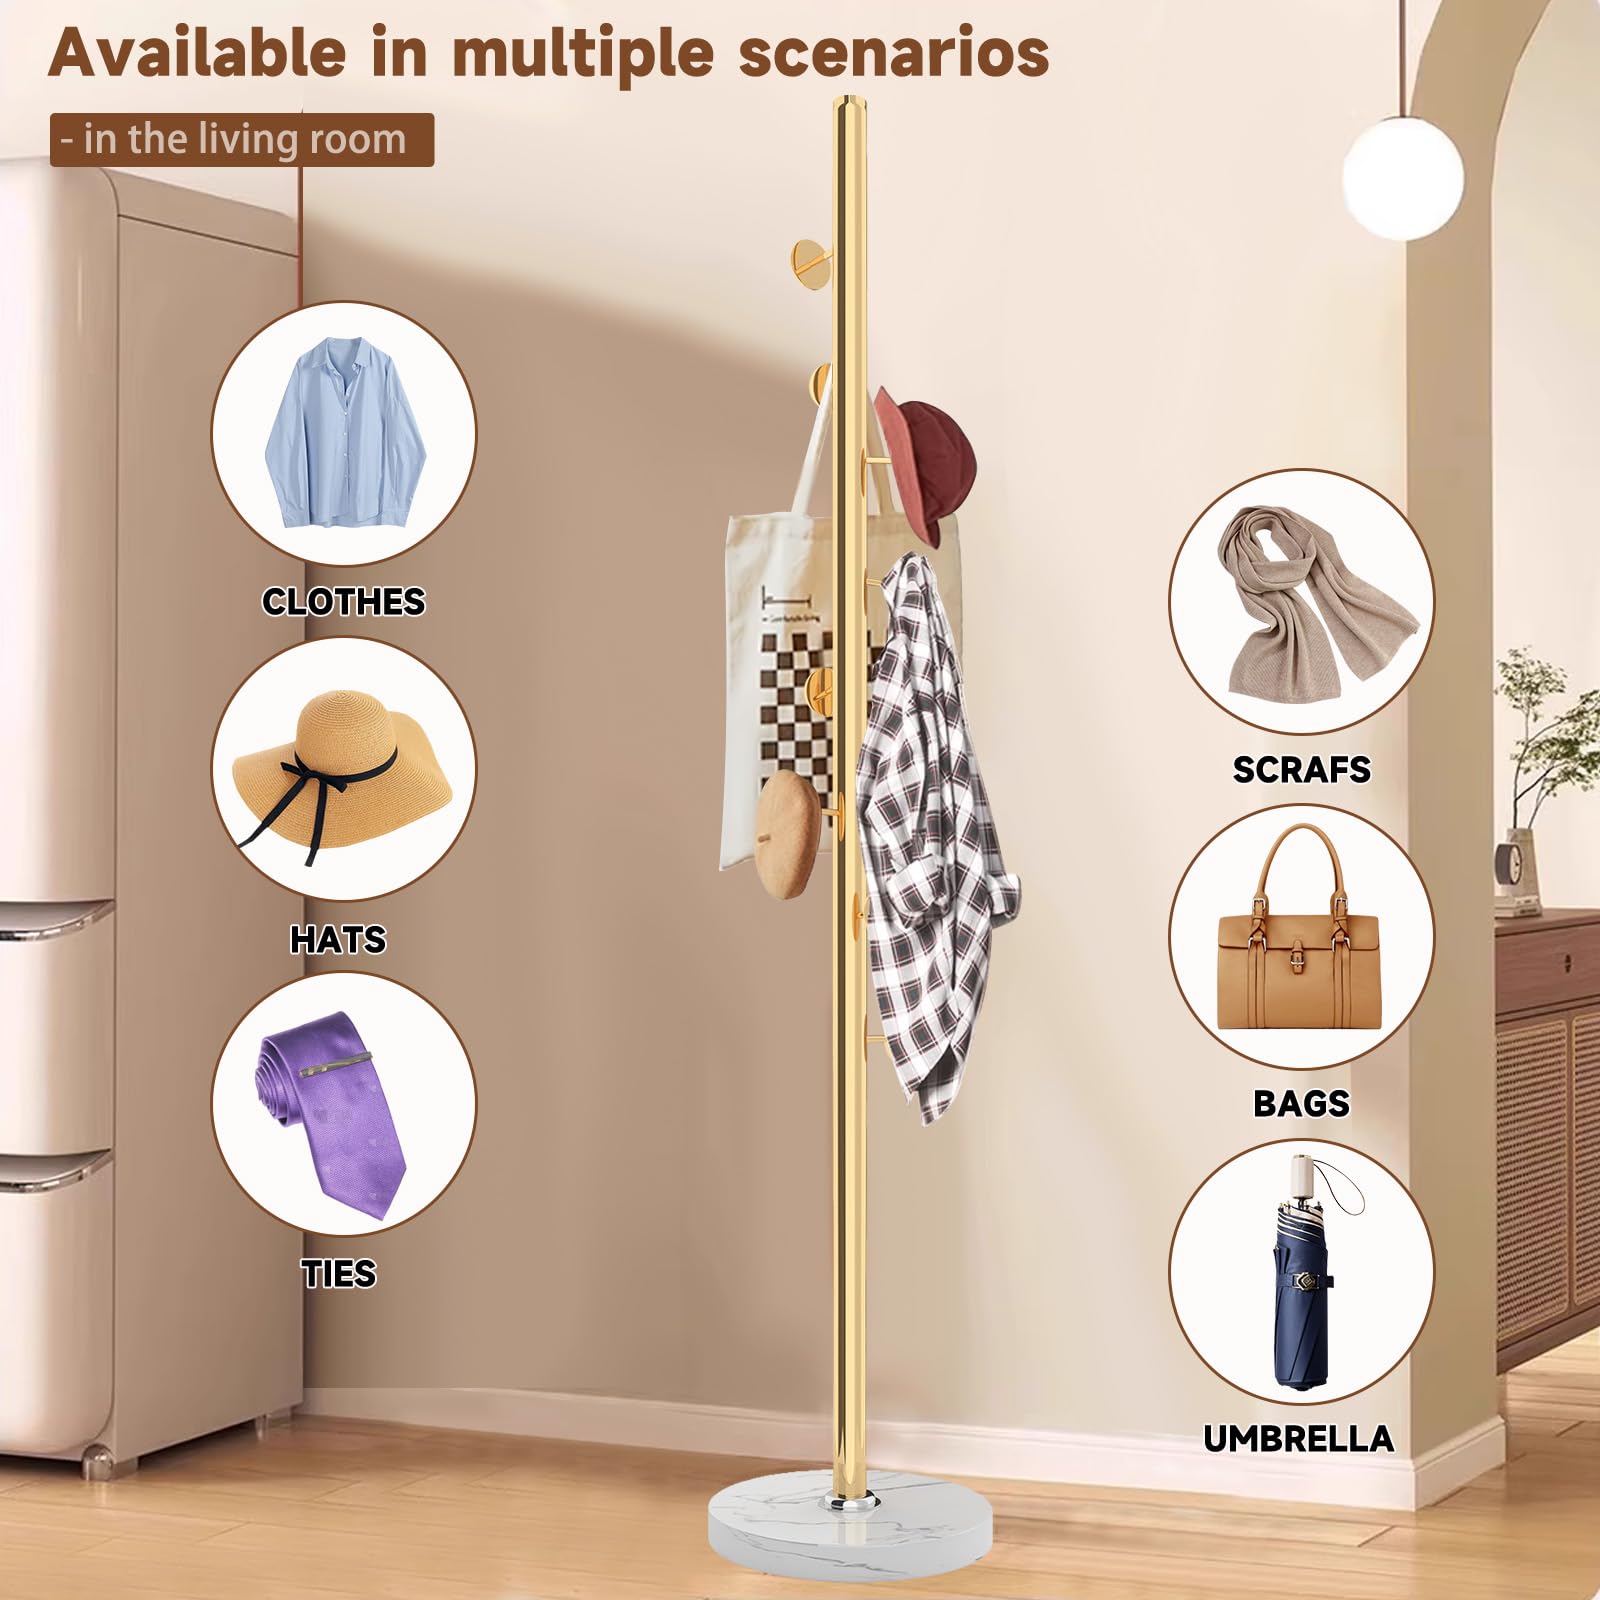 Available in multiple scenarios
- in the living room
CLOTHES
HATS
TIES
SCRAFS
BAGS
UMBRELLA